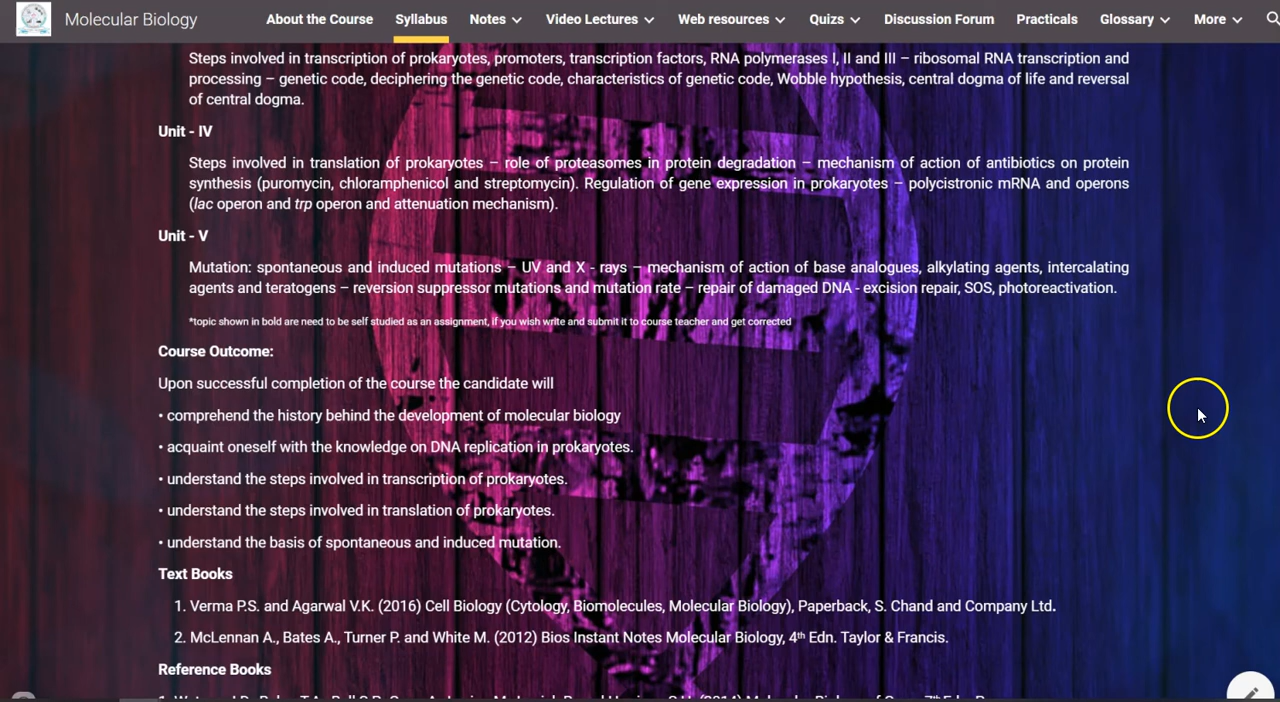 Molecular Biology
About the Course Syllabus Notes Video Lectures Web resources Quizs Discussion Forum Practicals Glossary More
Steps involved in transcription of prokaryotes, promoters, transcription factors, RNA polymerases I, II and III – ribosomal RNA transcription and
processing – genetic code, deciphering the genetic code, characteristics of genetic code, Wobble hypothesis, central dogma of life and reversal
of central dogma.
Unit - IV
Steps involved in translation of prokaryotes – role of proteasomes in protein degradation – mechanism of action of antibiotics on protein
synthesis (puromycin, chloramphenicol and streptomycin). Regulation of gene expression in prokaryotes – polycistronic mRNA and operons
(lac operon and trp operon and attenuation mechanism).
Unit - V
Mutation: spontaneous and induced mutations – UV and X - rays – mechanism of action of base analogues, alkylating agents, intercalating
agents and teratogens – reversion suppressor mutations and mutation rate – repair of damaged DNA - excision repair, SOS, photoreactivation.
*topic shown in bold are need to be self studied as an assignment, if you wish write and submit it to course teacher and get corrected
Course Outcome:
Upon successful completion of the course the candidate will
• comprehend the history behind the development of molecular biology
• acquaint oneself with the knowledge on DNA replication in prokaryotes.
• understand the steps involved in transcription of prokaryotes.
• understand the steps involved in translation of prokaryotes.
• understand the basis of spontaneous and induced mutation.
Text Books
1. Verma P.S. and Agarwal V.K. (2016) Cell Biology (Cytology, Biomolecules, Molecular Biology), Paperback, S. Chand and Company Ltd.
2. McLennan A., Bates A., Turner P. and White M. (2012) Bios Instant Notes Molecular Biology, 4th Edn. Taylor & Francis.
Reference Books